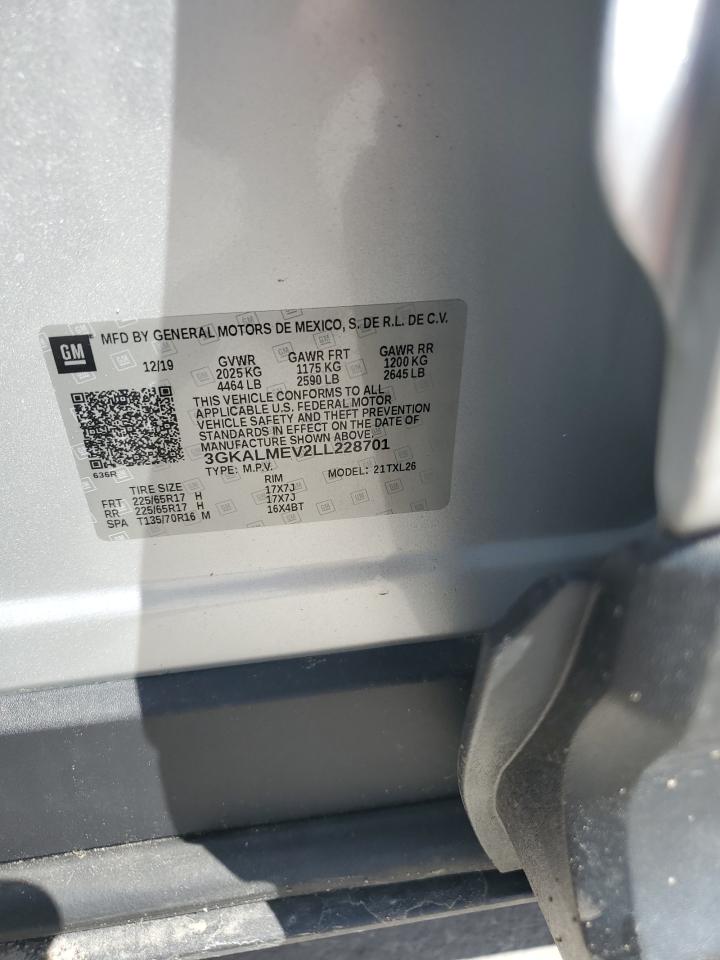 GM
MFD BY GENERAL MOTORS DE MEXICO, S. DE R.L. DE C.V.
12/19 GVWR GAWR FRT GAWR RR
2025 KG 1175 KG 1200 KG
4464 LB 2590 LB 2645 LB
THIS VEHICLE CONFORMS TO ALL
APPLICABLE U.S. FEDERAL MOTOR
VEHICLE SAFETY AND THEFT PREVENTION
STANDARDS IN EFFECT ON THE DATE OF
MANUFACTURE SHOWN ABOVE.
3GKALMEV2LL228701
636R
TYPE: M.P.V. MODEL: 21TXL26
TIRE SIZE RIM
FRT 225/65R17 H 17X7J
RR 225/65R17 H 17X7J
SPA T135/70R16 M 16X4BT